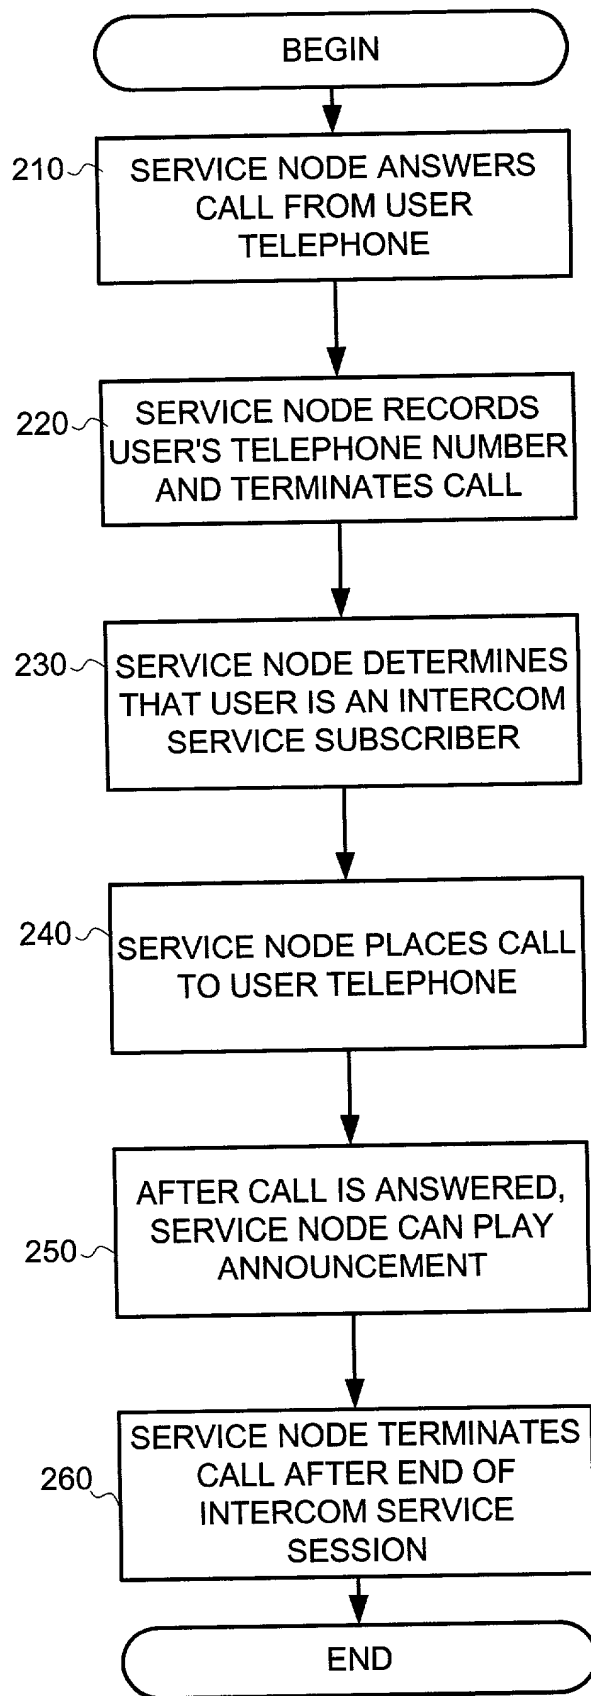 BEGIN
210
SERVICE NODE ANSWERS
CALL FROM USER
TELEPHONE
220
SERVICE NODE RECORDS
USER'S TELEPHONE NUMBER
AND TERMINATES CALL
230
SERVICE NODE DETERMINES
THAT USER IS AN INTERCOM
SERVICE SUBSCRIBER
240
SERVICE NODE PLACES CALL
TO USER TELEPHONE
250
AFTER CALL IS ANSWERED,
SERVICE NODE CAN PLAY
ANNOUNCEMENT
260
SERVICE NODE TERMINATES
CALL AFTER END OF
INTERCOM SERVICE
SESSION
END